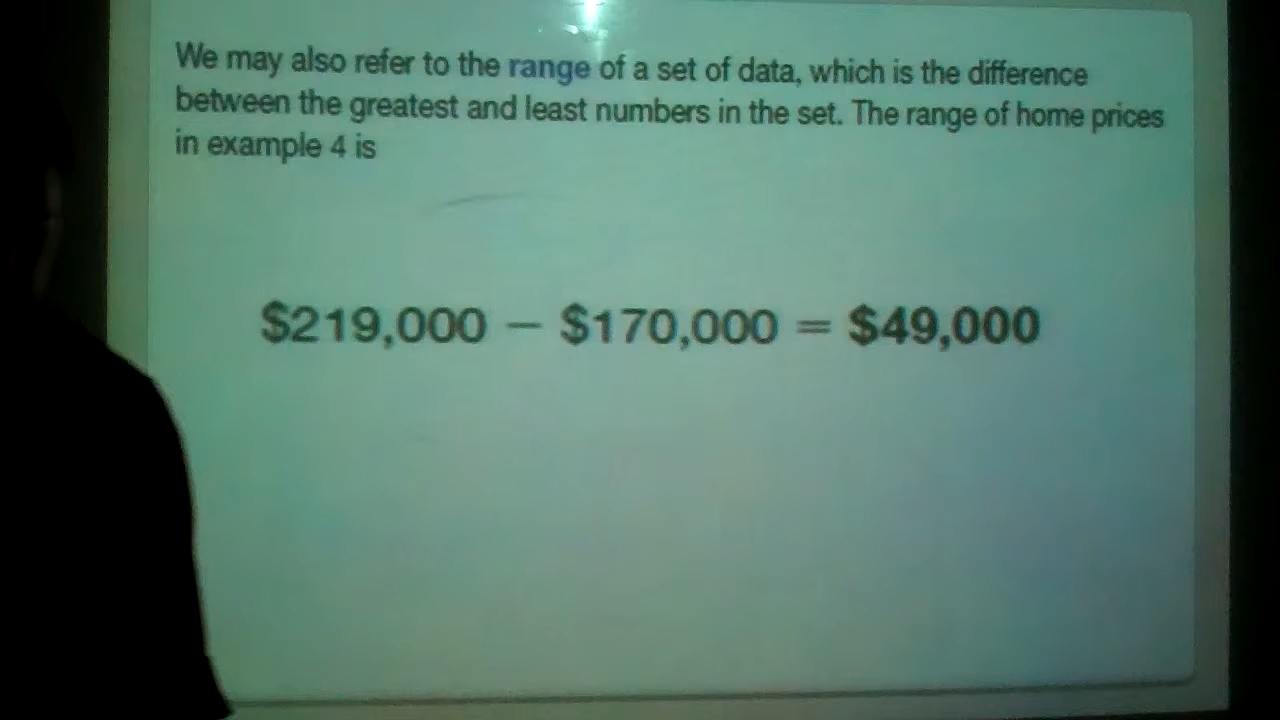 We may also refer to the range of a set of data, which is the difference
between the greatest and least numbers in the set. The range of home prices
in example 4 is
$219,000 – $170,000 = $49,000